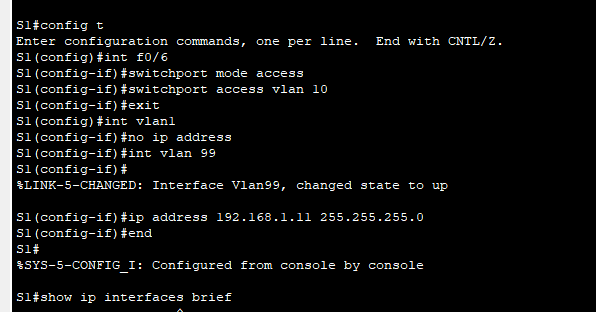 S1#config t
Enter configuration commands, one per line.  End with CNTL/Z.
S1(config)#int f0/6
S1(config-if)#switchport mode access
S1(config-if)#switchport access vlan 10
S1(config-if)#exit
S1(config)#int vlan1
S1(config-if)#no ip address
S1(config-if)#int vlan 99
S1(config-if)#
%LINK-5-CHANGED: Interface Vlan99, changed state to up

S1(config-if)#ip address 192.168.1.11 255.255.255.0
S1(config-if)#end
S1#
%SYS-5-CONFIG_I: Configured from console by console

S1#show ip interfaces brief
^